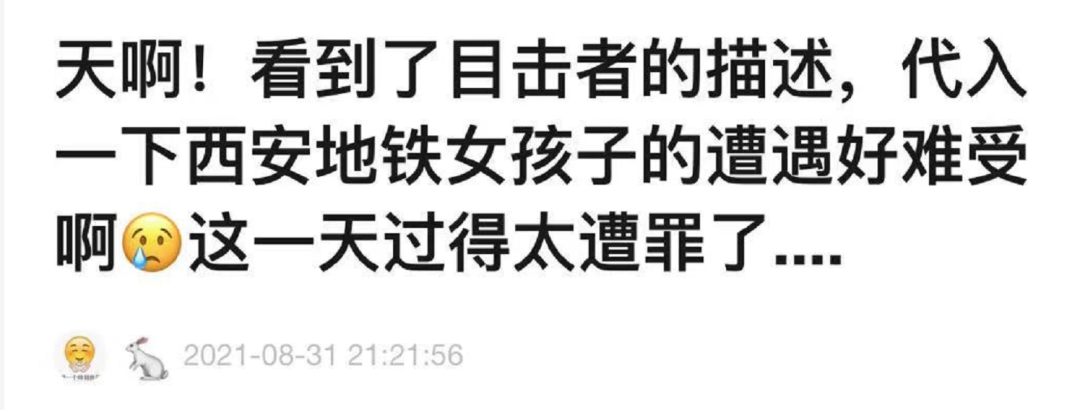 天啊！看到了目击者的描述，代入
一下西安地铁女孩子的遭遇好难受
啊😢这一天过得太遭罪了....
2021-08-31 21:21:56